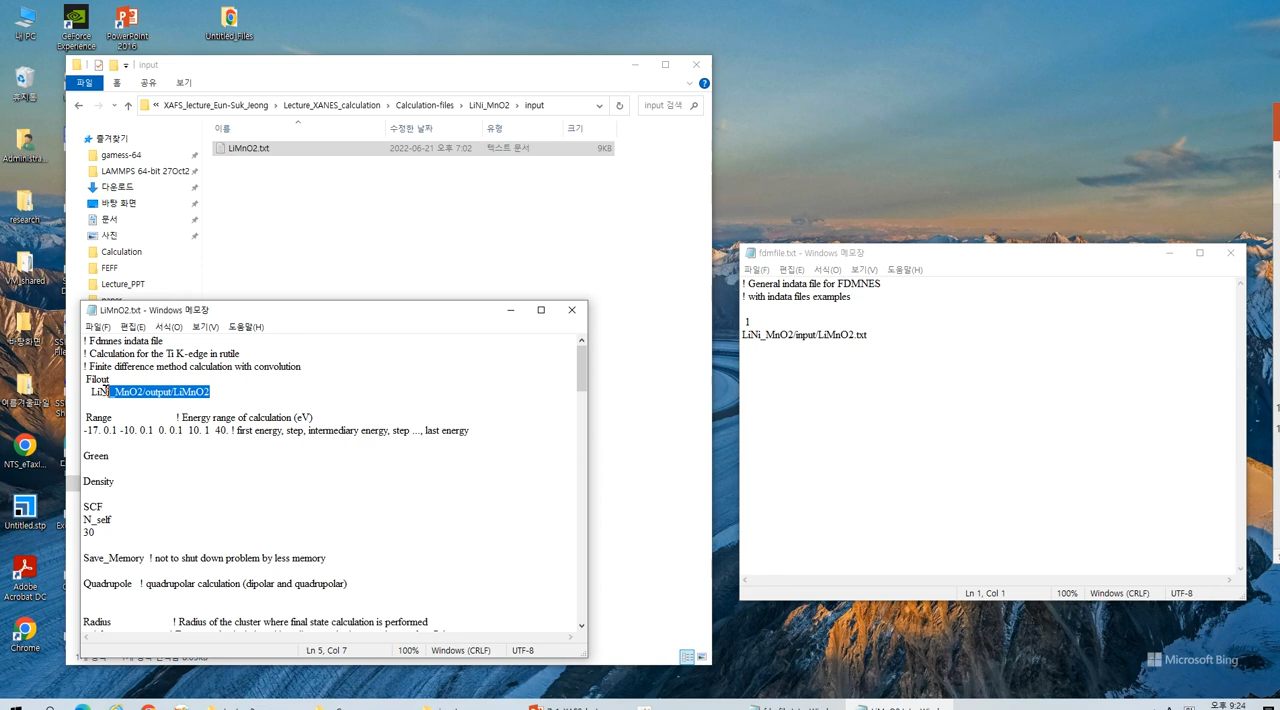 내 PC
GeForce
Experience
PowerPoint
2016
Untitled_Files
휴지통
Administra...
research
VM_shared
바탕화면
여름겨울파일
NTS_eTaxi...
Untitled.stp
Adobe
Acrobat DC
Chrome
input
파일
홈
공유
보기
« XAFS_lecture_Eun-Suk_Jeong › Lecture_XANES_calculation › Calculation-files › LiNi_MnO2 › input
input 검색
이름
수정한 날짜
유형
크기
LiMnO2.txt
2022-06-21 오후 7:02
텍스트 문서
9KB
즐겨찾기
gamess-64
LAMMPS 64-bit 27Oct2
다운로드
바탕 화면
문서
사진
Calculation
FEFF
Lecture_PPT
LiMnO2.txt - Windows 메모장
파일(F) 편집(E) 서식(O) 보기(V) 도움말(H)
! Fdmnes indata file
! Calculation for the Ti K-edge in rutile
! Finite difference method calculation with convolution
Filout
LiNi_MnO2/output/LiMnO2
Range ! Energy range of calculation (eV)
-17. 0.1 -10. 0.1 0. 0.1 10. 1 40. ! first energy, step, intermediary energy, step ..., last energy
Green
Density
SCF
N_self
30
Save_Memory ! not to shut down problem by less memory
Quadrupole ! quadrupolar calculation (dipolar and quadrupolar)
Radius ! Radius of the cluster where final state calculation is performed
Ln 5, Col 7
100%
Windows (CRLF)
UTF-8
fdmfile.txt - Windows 메모장
파일(F) 편집(E) 서식(O) 보기(V) 도움말(H)
! General indata file for FDMNES
! with indata files examples
1
LiNi_MnO2/input/LiMnO2.txt
Ln 1, Col 1
100%
Windows (CRLF)
UTF-8
Microsoft Bing
오후 9:24